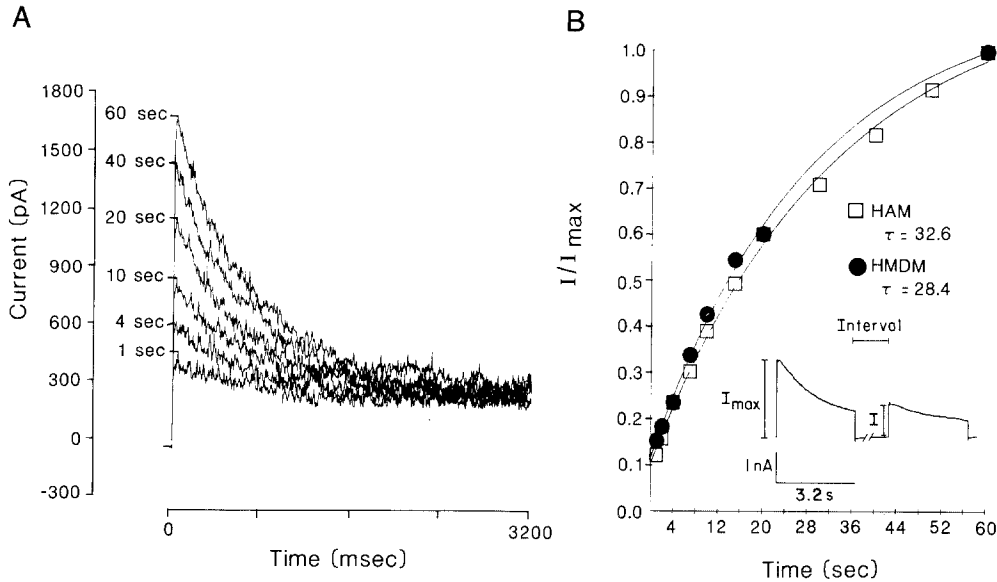 A
1800
1500
1200
900
600
300
0
-300
Current (pA)
60 sec
40 sec
20 sec
10 sec
4 sec
1 sec
0
3200
Time (msec)
B
1.0
0.9
0.8
0.7
0.6
0.5
0.4
0.3
0.2
0.1
0.0
I/Imax
HAM
τ = 32.6
HMDM
τ = 28.4
Interval
Imax
I
1nA
3.2s
4
12
20
28
36
44
52
60
Time (sec)